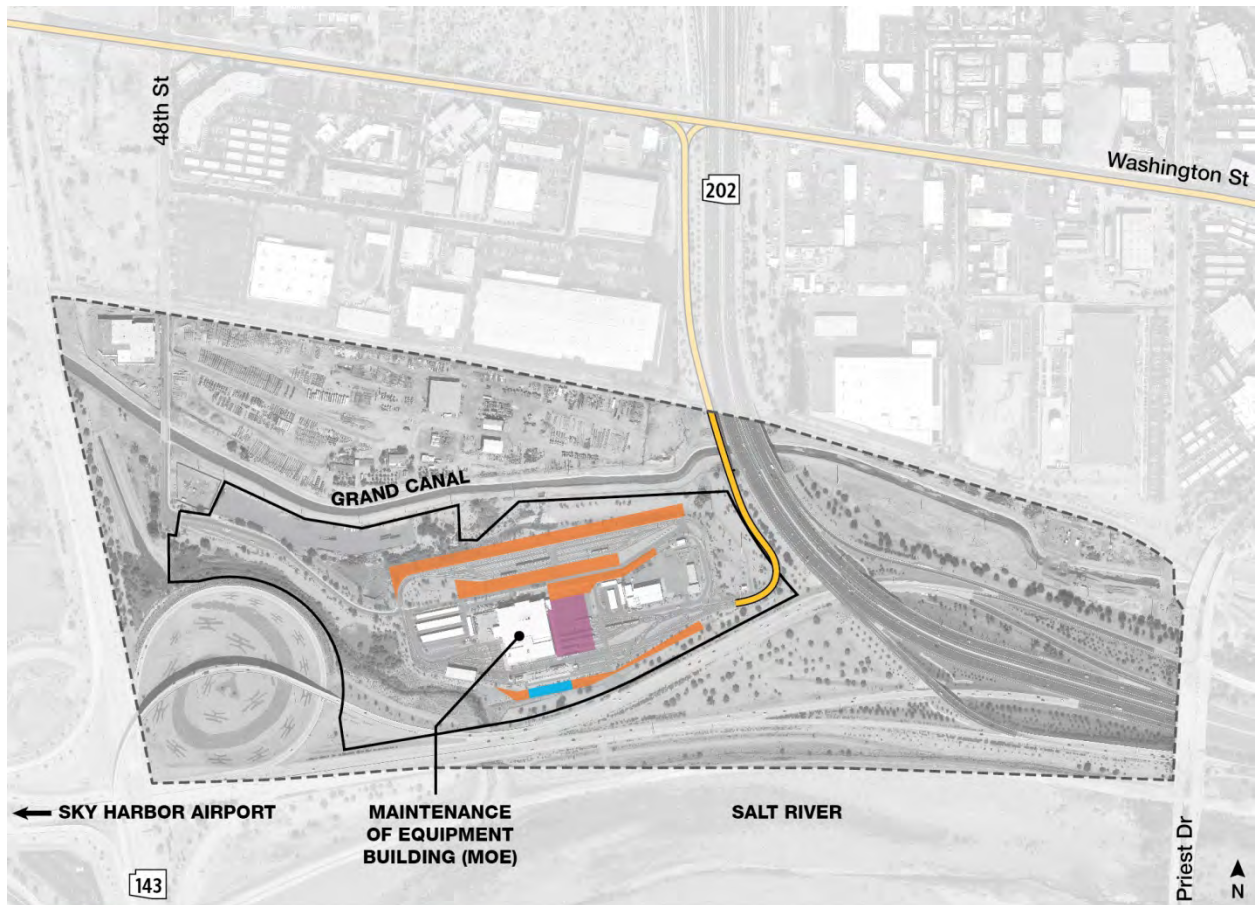 48th St
Washington St
202
GRAND CANAL
← SKY HARBOR AIRPORT
MAINTENANCE
OF EQUIPMENT
BUILDING (MOE)
SALT RIVER
143
Priest Dr
N